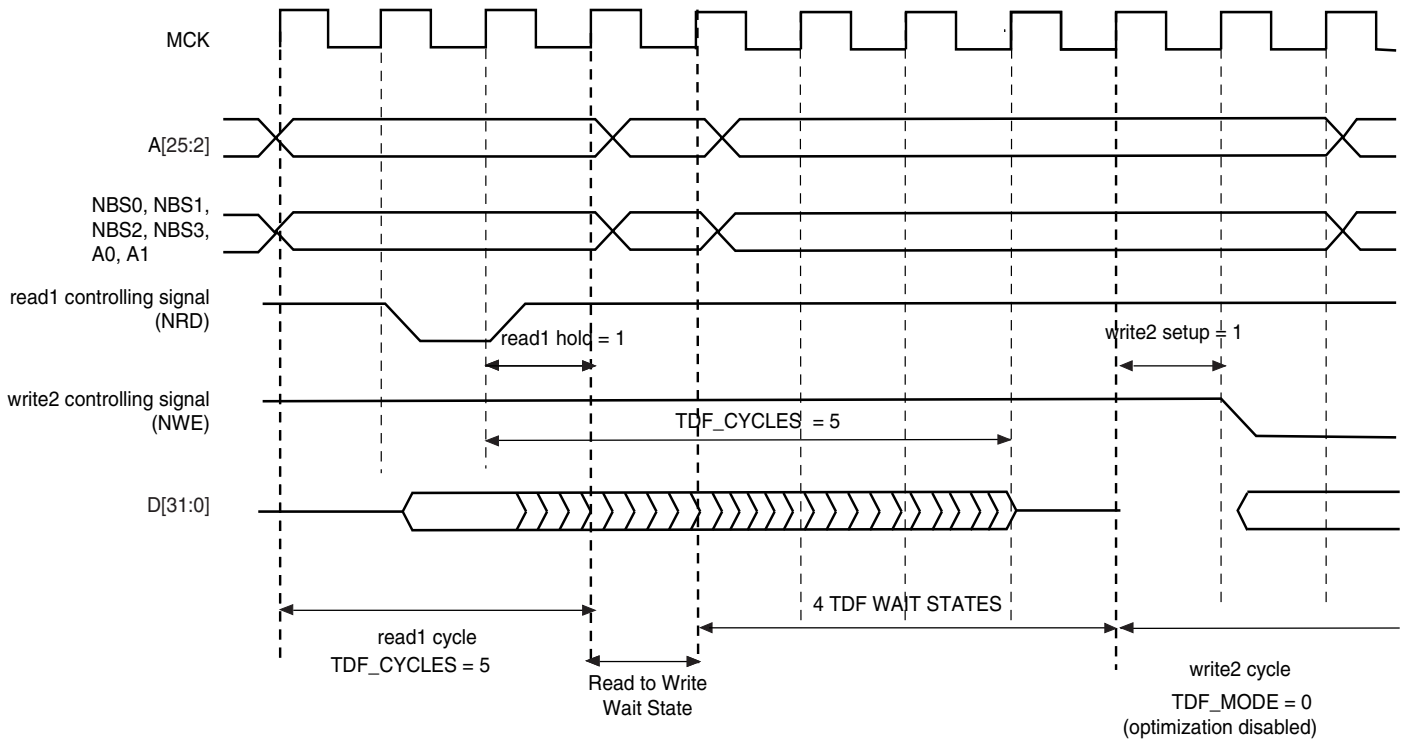 MCK
A[25:2]
NBS0, NBS1,
NBS2, NBS3,
A0, A1
read1 controlling signal
(NRD)
read1 hold = 1
write2 setup = 1
write2 controlling signal
(NWE)
TDF_CYCLES = 5
D[31:0]
4 TDF WAIT STATES
read1 cycle
TDF_CYCLES = 5
Read to Write
Wait State
write2 cycle
TDF_MODE = 0
(optimization disabled)